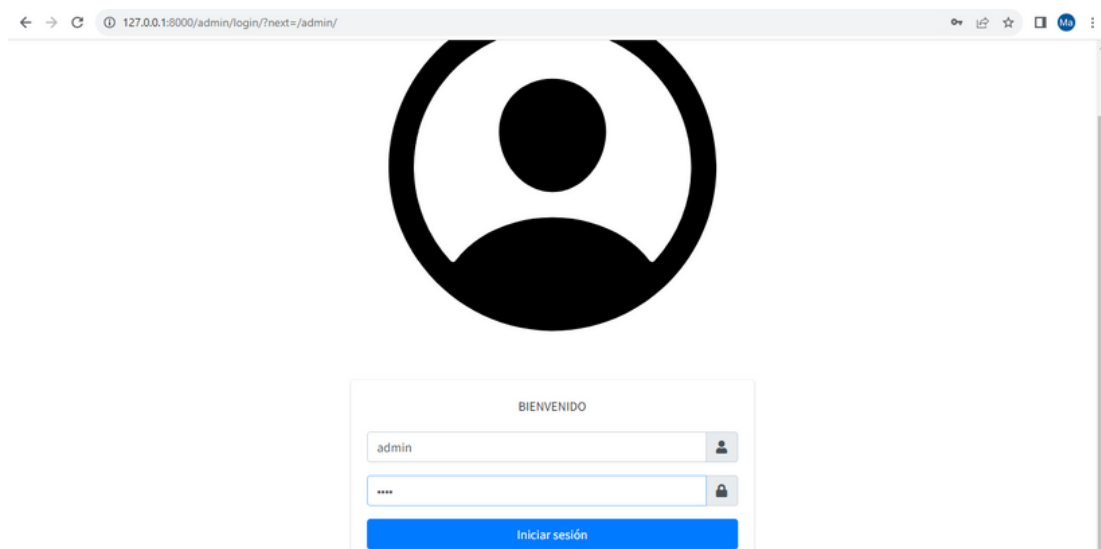 127.0.0.1:8000/admin/login/?next=/admin/
Ma
BIENVENIDO
admin
••••
Iniciar sesión